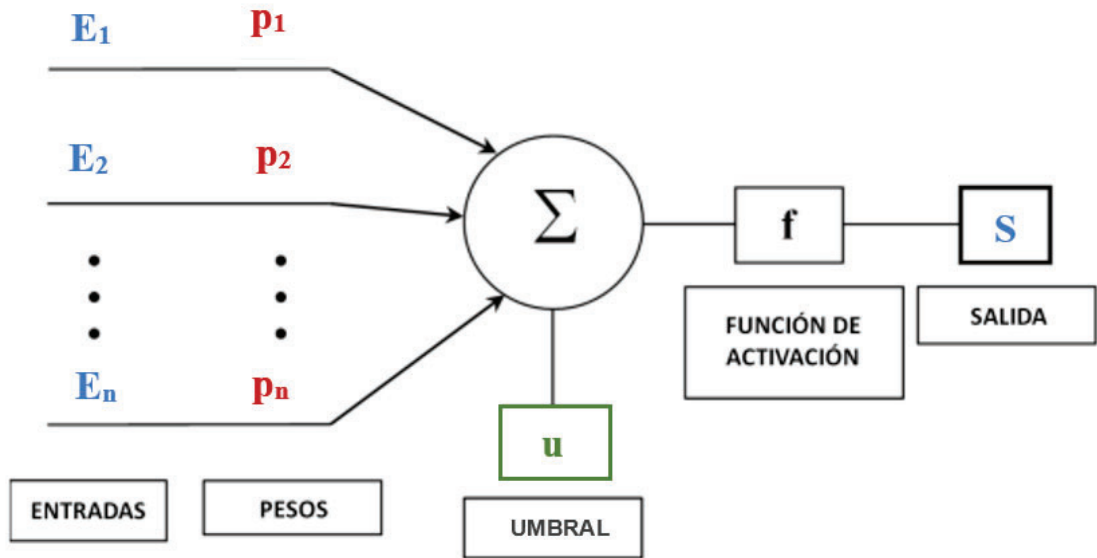 E₁ p₁
E₂ p₂
Σ
f
S
FUNCIÓN DE
ACTIVACIÓN
SALIDA
Eₙ pₙ
u
ENTRADAS
PESOS
UMBRAL